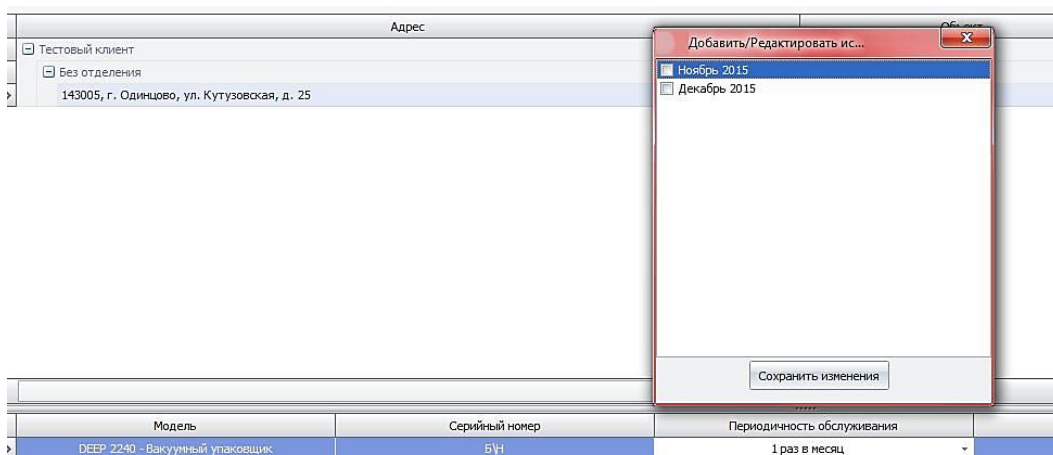 Адрес
Объект
Добавить/Редактировать ис...
Тестовый клиент
Ноябрь 2015
Без отделения
Декабрь 2015
143005, г. Одинцово, ул. Кутузовская, д. 25
Сохранить изменения
Модель Серийный номер Периодичность обслуживания
DEEP 2240 - Вакуумный упаковщик Б\Н 1 раз в месяц